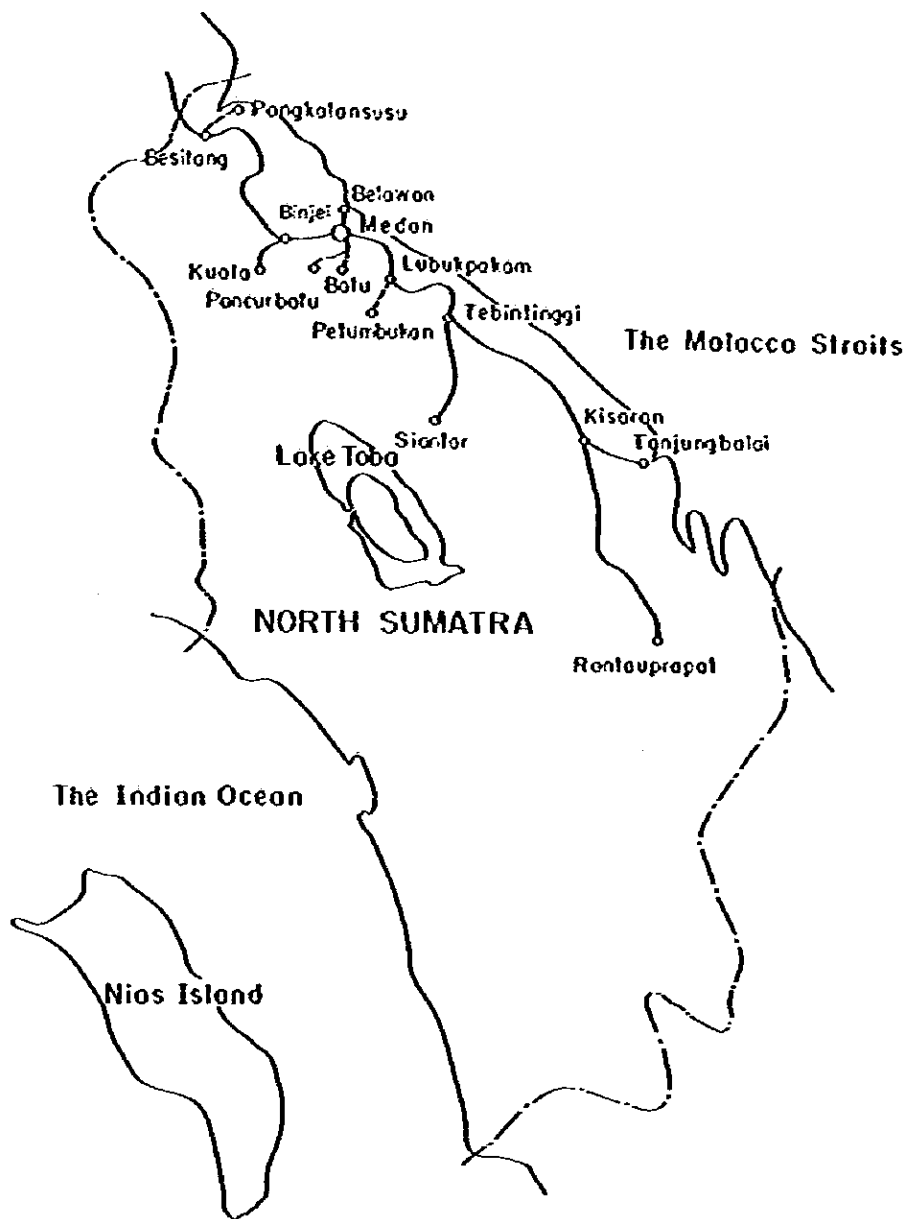 Pangkalansusu
Besitang
Belawan
Binjei
Medan
Kuala
Batu
Lubukpakam
Pancurbatu
Petumbukan
Tebintinggi
The Malacca Straits
Kisaran
Siantar
Tanjungbalai
Lake Toba
NORTH SUMATRA
Rantauprapat
The Indian Ocean
Nias Island